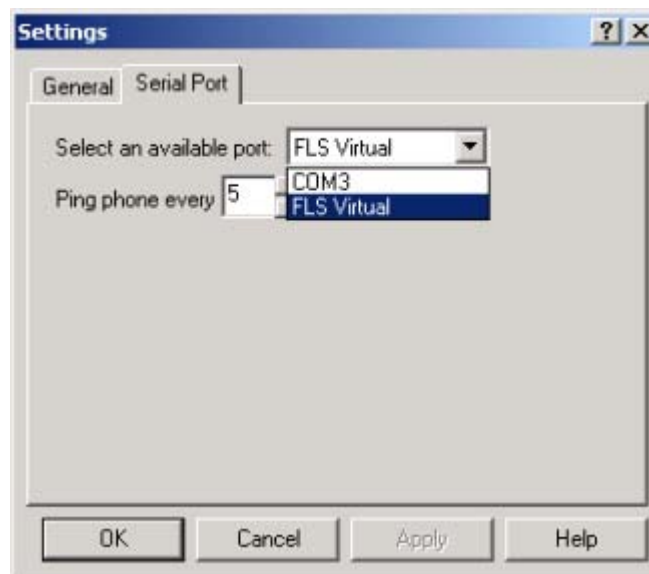 Settings
General Serial Port
Select an available port: FLS Virtual
Ping phone every 5
COM3
FLS Virtual
OK Cancel Apply Help